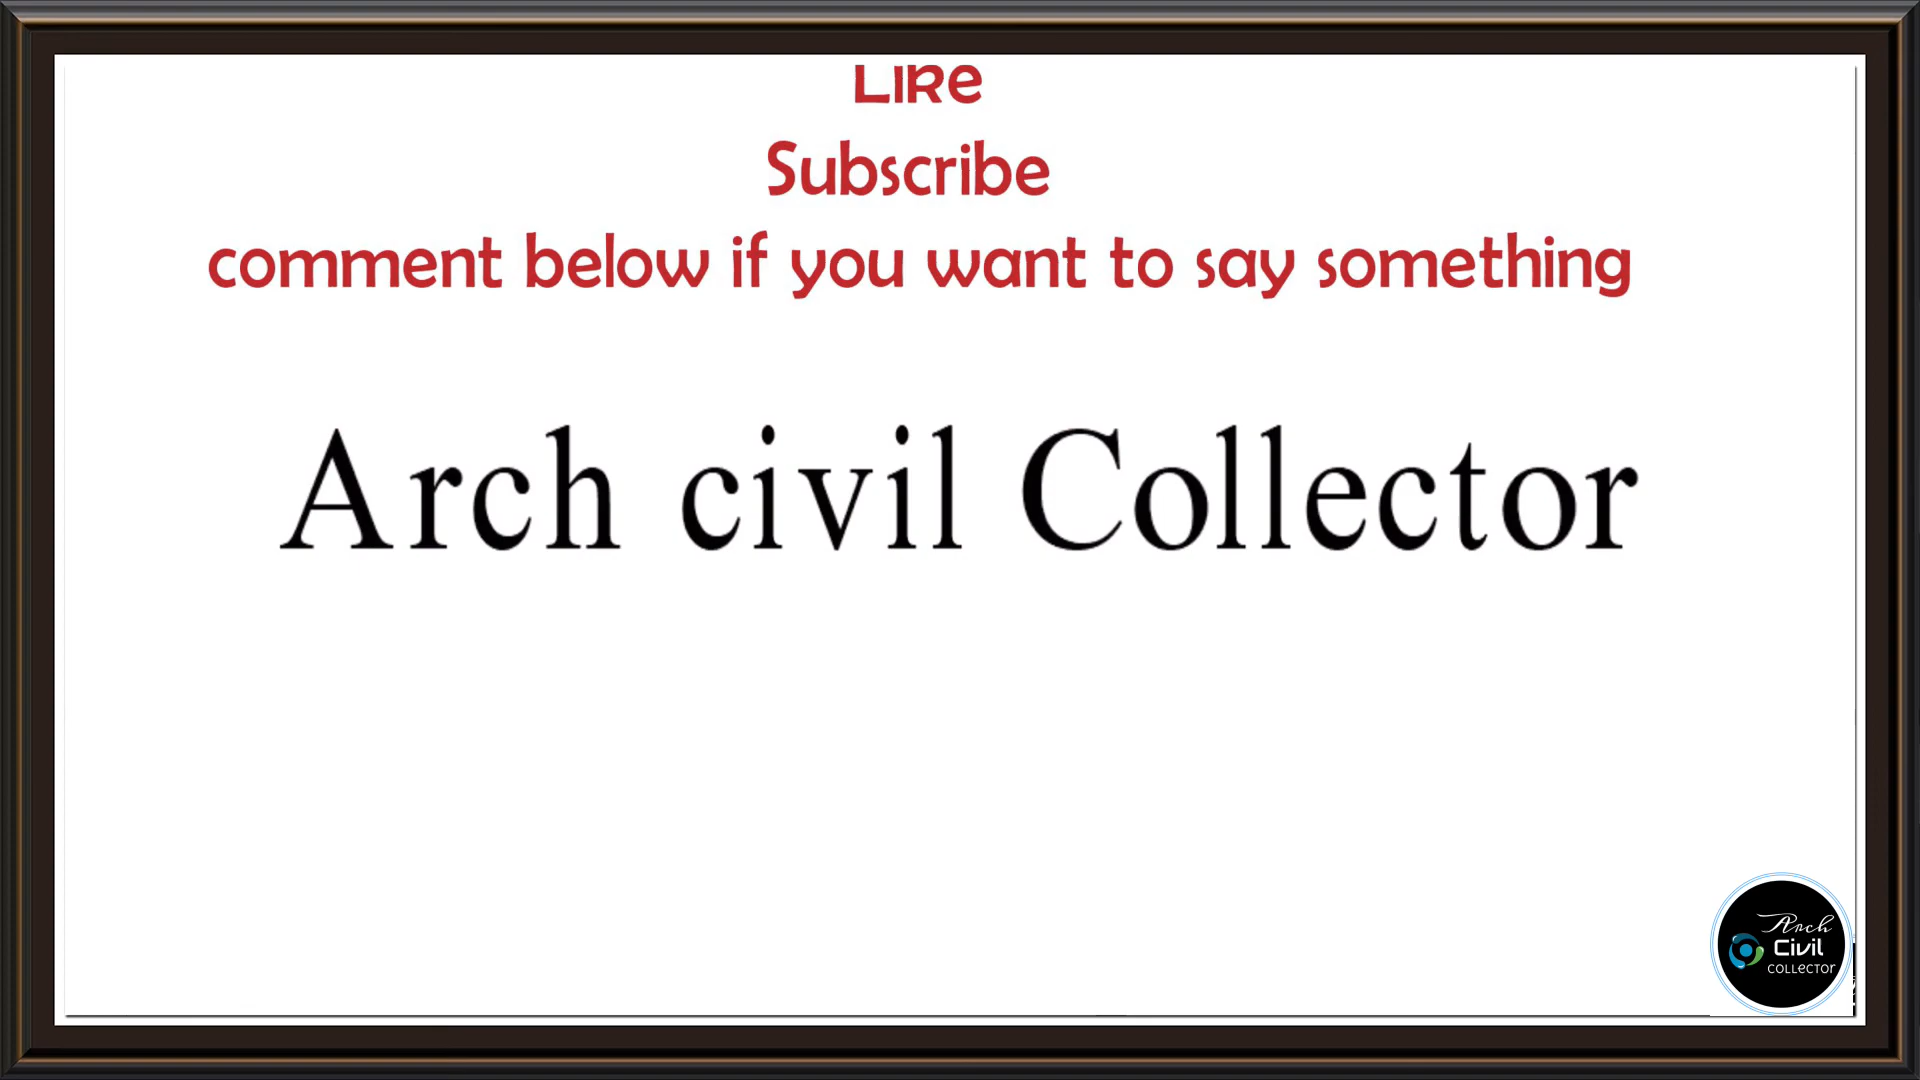 Like
Subscribe
comment below if you want to say something
Arch civil Collector
Arch
Civil
COLLECTOR